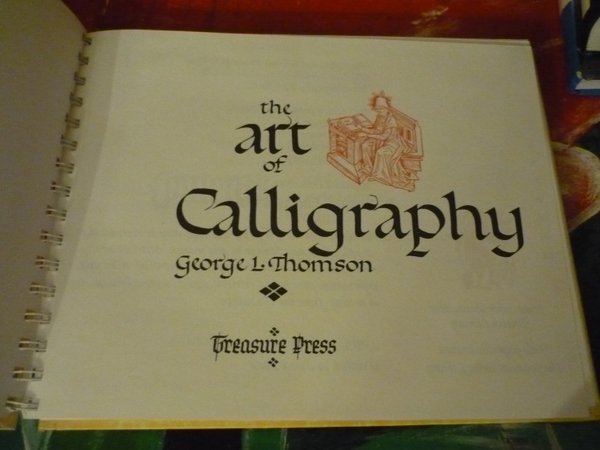 the
art
of
Calligraphy
George L. Thomson
Treasure Press